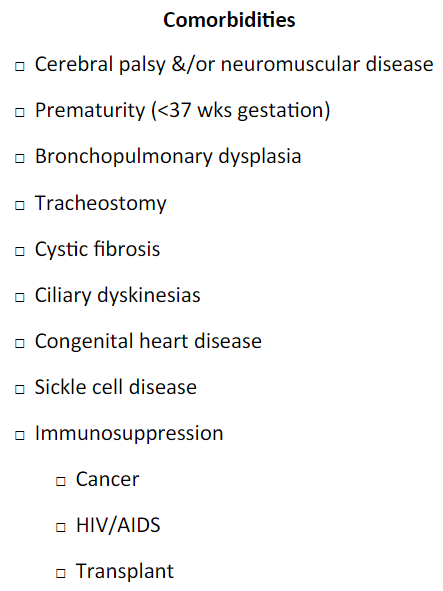 Comorbidities
□ Cerebral palsy &/or neuromuscular disease
□ Prematurity (<37 wks gestation)
□ Bronchopulmonary dysplasia
□ Tracheostomy
□ Cystic fibrosis
□ Ciliary dyskinesias
□ Congenital heart disease
□ Sickle cell disease
□ Immunosuppression
□ Cancer
□ HIV/AIDS
□ Transplant